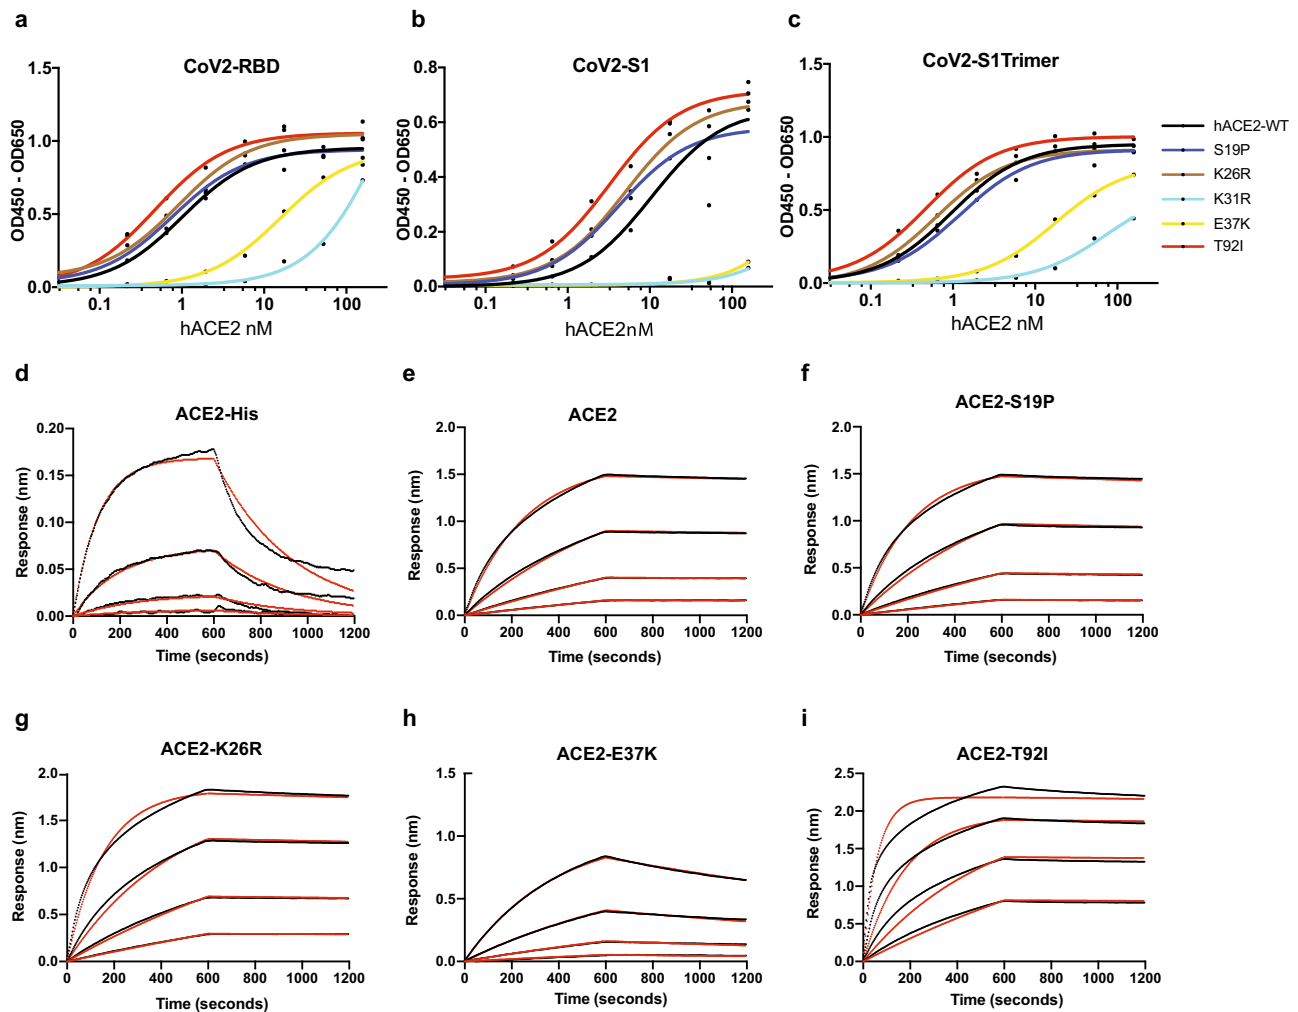 a
CoV2-RBD
OD450 - OD650
1.5
1.0
0.5
0.0
0.1 1 10 100
hACE2 nM
b
CoV2-S1
OD450 - OD650
0.8
0.6
0.4
0.2
0.0
0.1 1 10 100
hACE2nM
c
CoV2-S1Trimer
OD450 - OD650
1.5
1.0
0.5
0.0
0.1 1 10 100
hACE2 nM
hACE2-WT
S19P
K26R
K31R
E37K
T92I
d
ACE2-His
Response (nm)
0.20
0.15
0.10
0.05
0.00
0 200 400 600 800 1000 1200
Time (seconds)
e
ACE2
Response (nm)
2.0
1.5
1.0
0.5
0.0
0 200 400 600 800 1000 1200
Time (seconds)
f
ACE2-S19P
Response (nm)
2.0
1.5
1.0
0.5
0.0
0 200 400 600 800 1000 1200
Time (seconds)
g
ACE2-K26R
Response (nm)
2.0
1.5
1.0
0.5
0.0
0 200 400 600 800 1000 1200
Time (seconds)
h
ACE2-E37K
Response (nm)
1.5
1.0
0.5
0.0
0 200 400 600 800 1000 1200
Time (seconds)
i
ACE2-T92I
Response (nm)
2.5
2.0
1.5
1.0
0.5
0.0
0 200 400 600 800 1000 1200
Time (seconds)